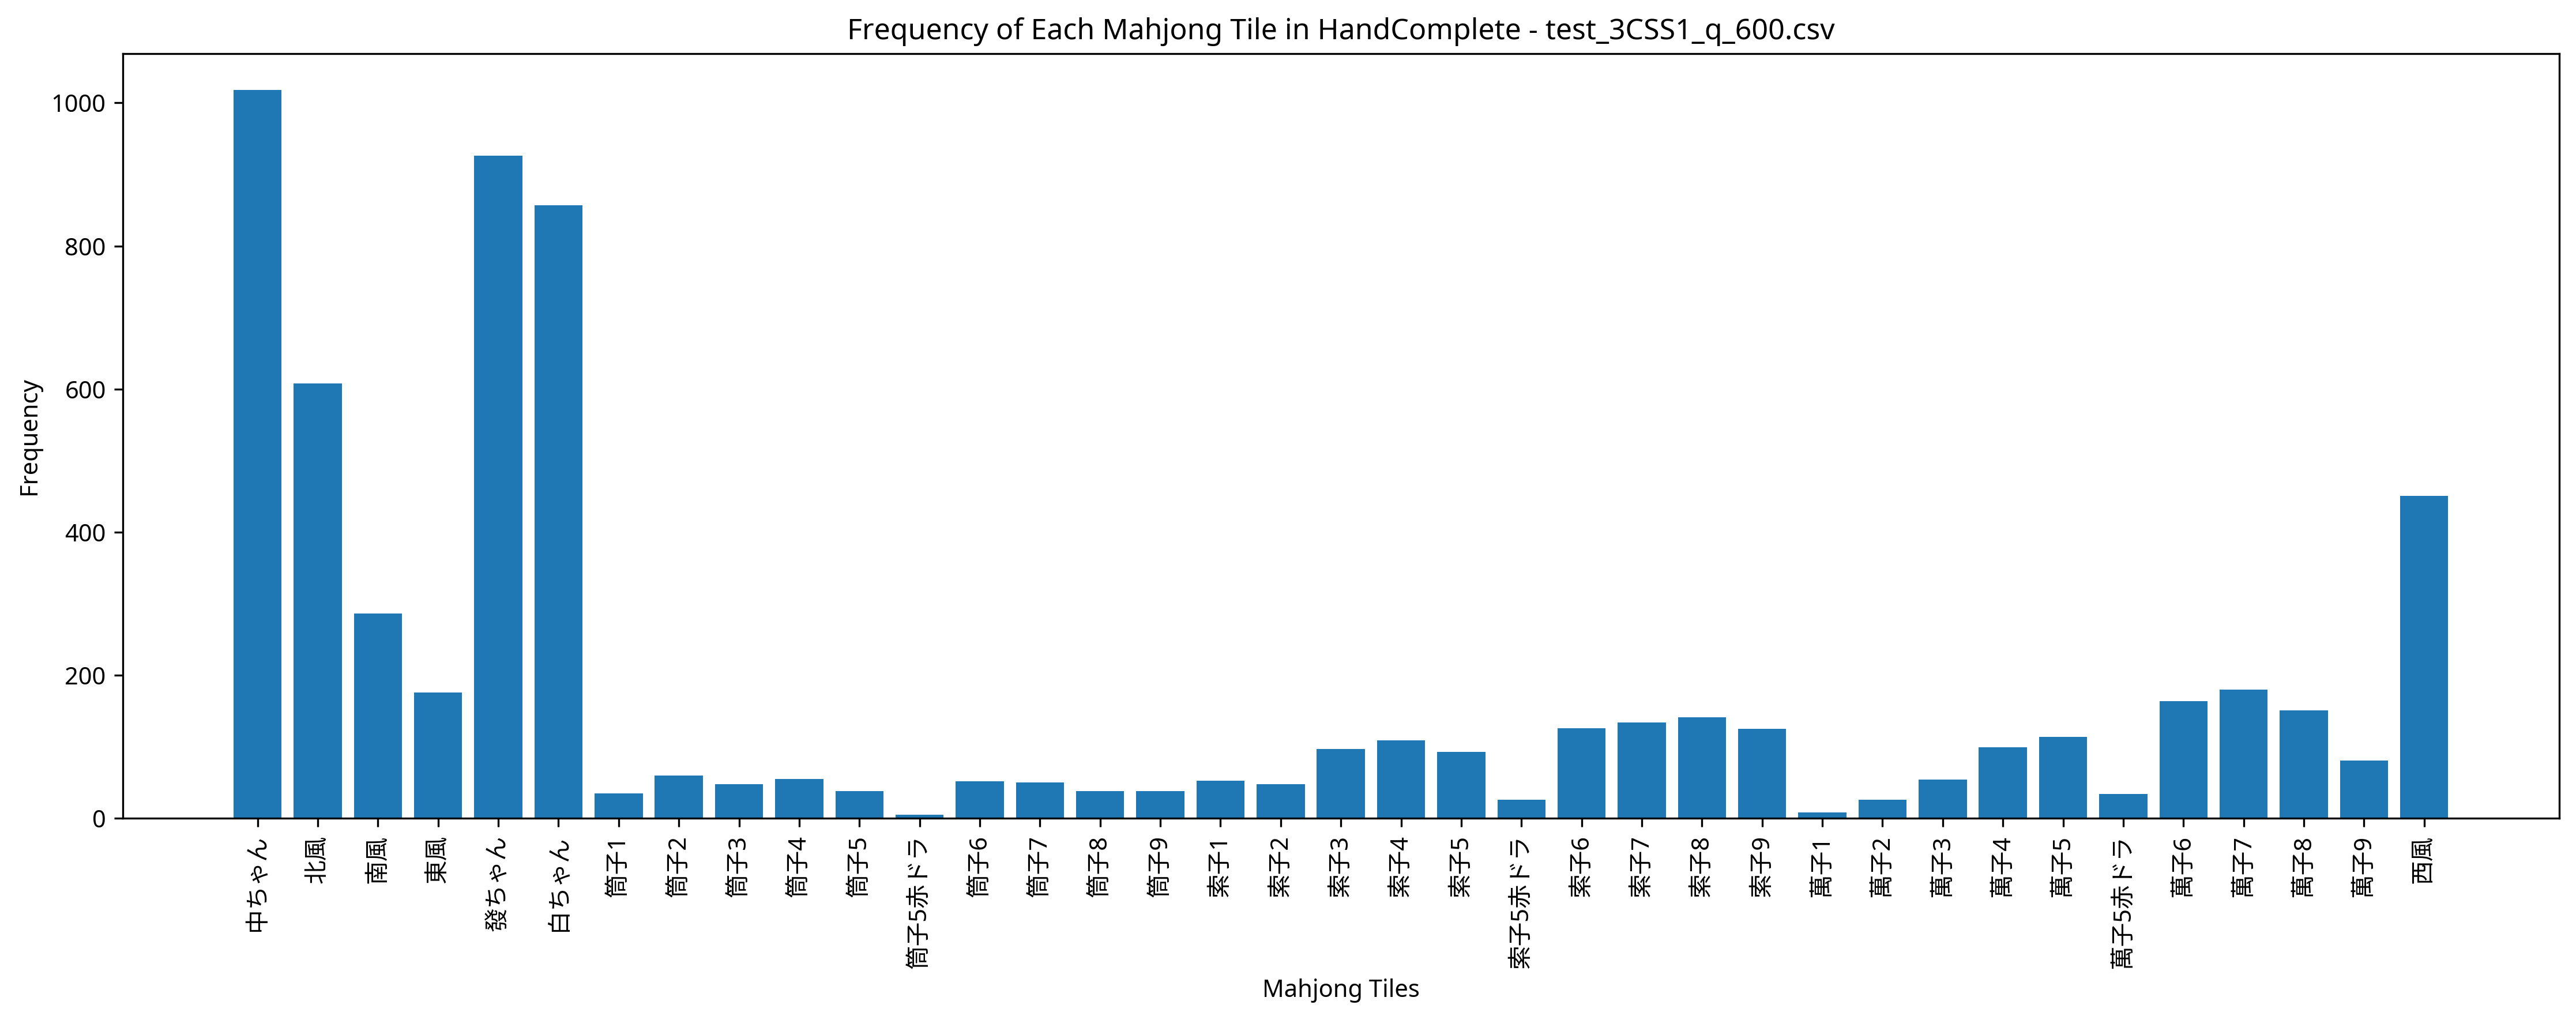 Frequency of Each Mahjong Tile in HandComplete - test_3CSS1_q_600.csv
Frequency
1000
800
600
400
200
0
中ちゃん
北風
南風
東風
發ちゃん
白ちゃん
筒子1
筒子2
筒子3
筒子4
筒子5
筒子5赤ドラ
筒子6
筒子7
筒子8
筒子9
索子1
索子2
索子3
索子4
索子5
索子5赤ドラ
索子6
索子7
索子8
索子9
萬子1
萬子2
萬子3
萬子4
萬子5
萬子5赤ドラ
萬子6
萬子7
萬子8
萬子9
西風
Mahjong Tiles